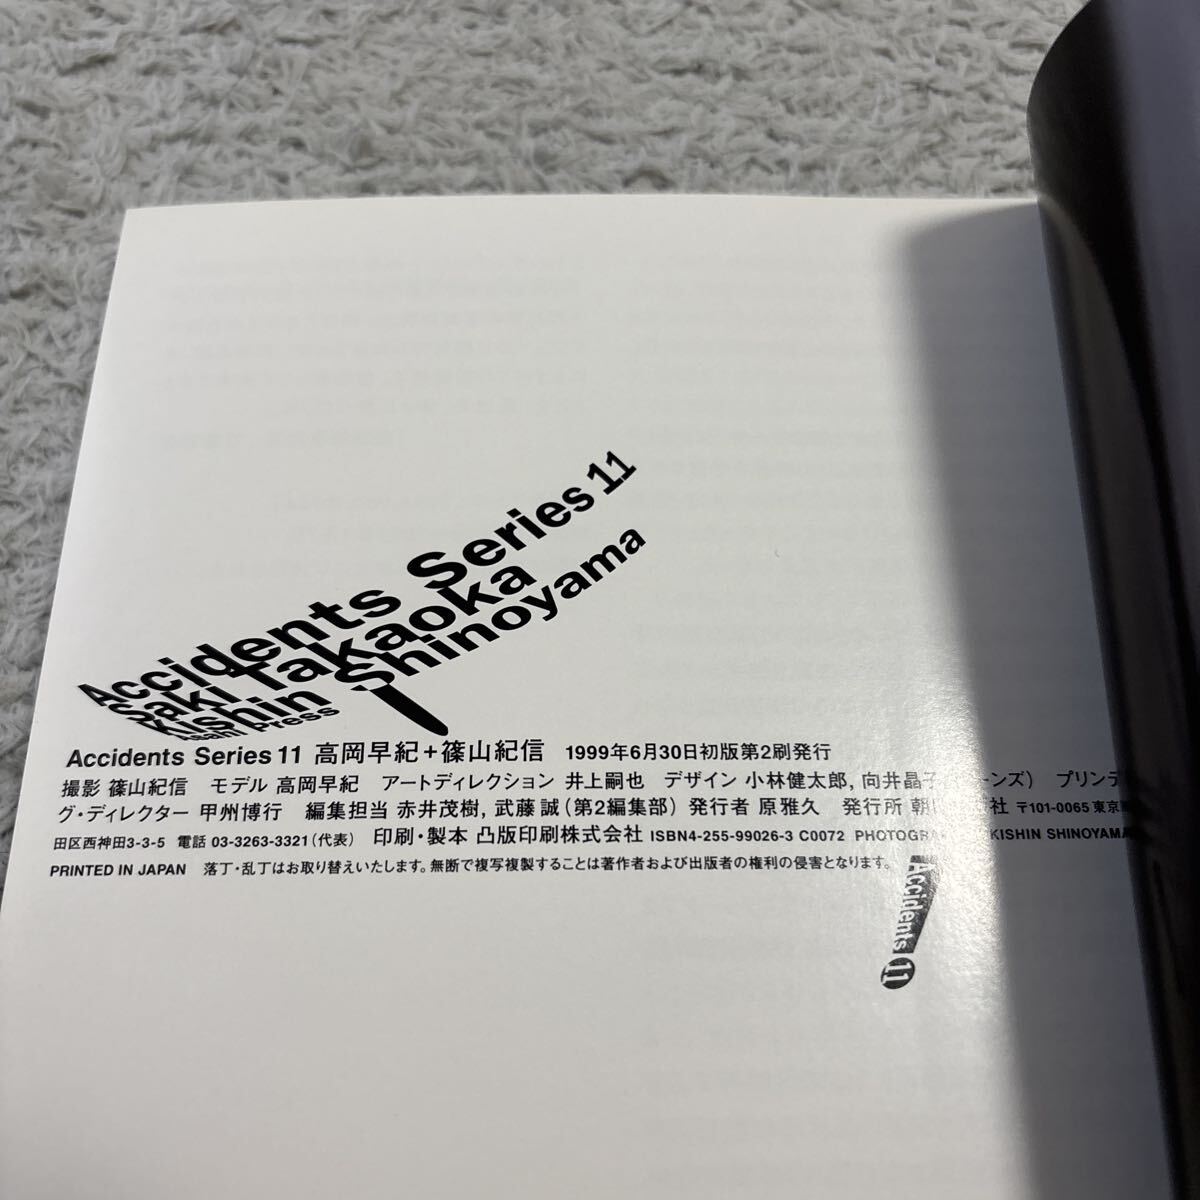 Accidents Series 11
Saki Takaoka
Kishin Shinoyama
Press
Accidents Series 11 高岡早紀+篠山紀信 1999年6月30日初版第2刷発行
撮影 篠山紀信 モデル 高岡早紀 アートディレクション 井上嗣也 デザイン 小林健太郎, 向井晶子 ーンズ) プリンテ
グ・ディレクター 甲州博行 編集担当 赤井茂樹, 武藤誠(第2編集部) 発行者 原雅久 発行所 朝 社 〒101-0065 東京
田区西神田3-3-5 電話 03-3263-3321(代表) 印刷・製本 凸版印刷株式会社 ISBN4-255-99026-3 C0072 PHOTOGRA KISHIN SHINOYAMA
PRINTED IN JAPAN 落丁・乱丁はお取り替えいたします。無断で複写複製することは著作者および出版者の権利の侵害となります。
Accidents 11